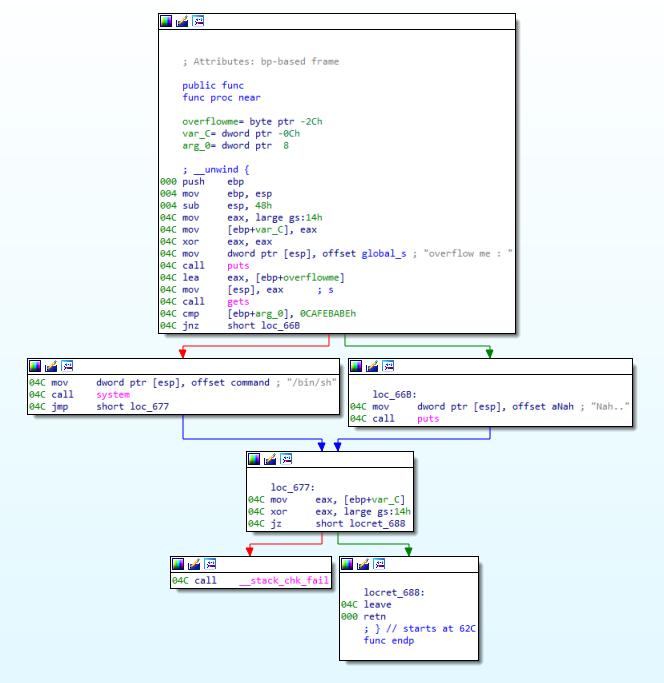 ; Attributes: bp-based frame
public func
func proc near
overflowme= byte ptr -2Ch
var_C= dword ptr -0Ch
arg_0= dword ptr  8
; __unwind {
000 push    ebp
004 mov     ebp, esp
004 sub     esp, 48h
04C mov     eax, large gs:14h
04C mov     [ebp+var_C], eax
04C xor     eax, eax
04C mov     dword ptr [esp], offset global_s ; "overflow me : "
04C call    puts
04C lea     eax, [ebp+overflowme]
04C mov     [esp], eax      ; s
04C call    gets
04C cmp     [ebp+arg_0], 0CAFEBABEh
04C jnz     short loc_66B
04C mov     dword ptr [esp], offset command ; "/bin/sh"
04C call    system
04C jmp     short loc_677
loc_66B:
04C mov     dword ptr [esp], offset aNah ; "Nah.."
04C call    puts
loc_677:
04C mov     eax, [ebp+var_C]
04C xor     eax, large gs:14h
04C jz      short locret_688
04C call    __stack_chk_fail
locret_688:
04C leave
000 retn
; } // starts at 62C
func endp